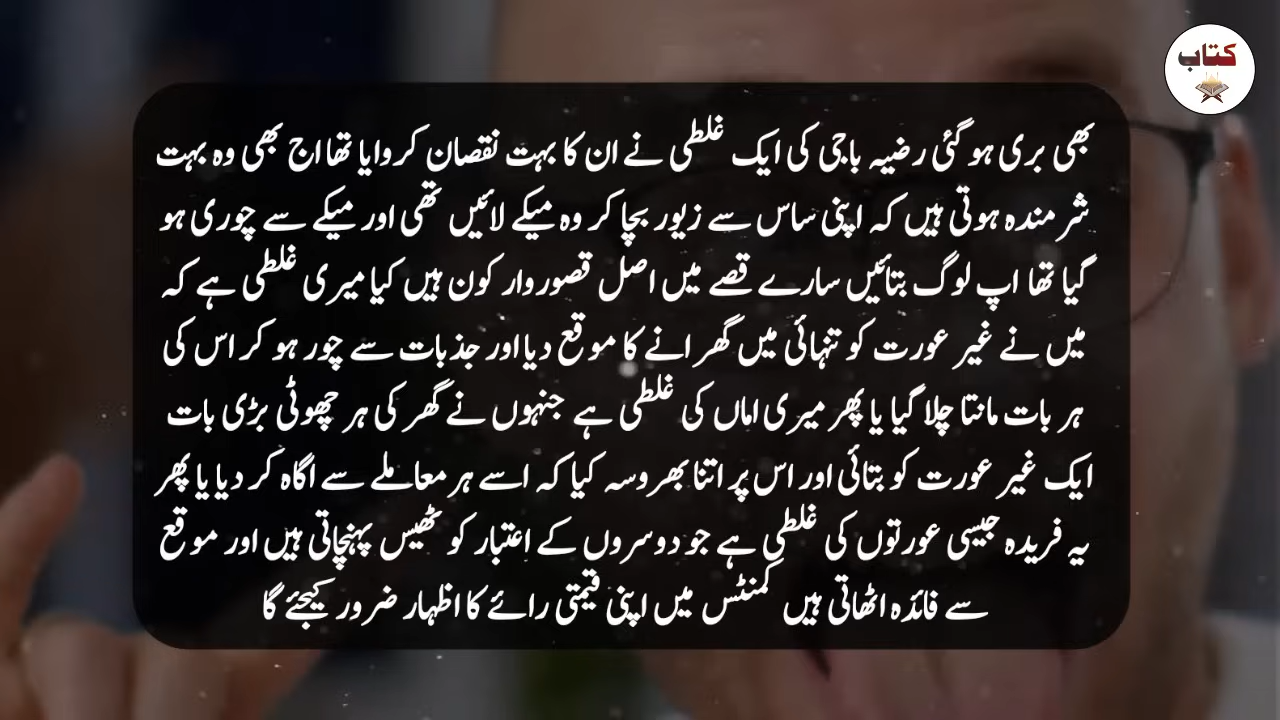 کتاب
بھی بری ہو گئی رضیہ باجی کی ایک غلطی نے ان کا بہت نقصان کروایا تھا اج بھی وہ بہت
شرمندہ ہوتی ہیں کہ اپنی ساس سے زیور بچا کر وہ میکے لائیں تھی اور میکے سے چوری ہو
گیا تھا اپ لوگ بتائیں سارے قصے میں اصل قصوروار کون ہیں کیا میری غلطی ہے کہ
میں نے غیر عورت کو تنہائی میں گھر انے کا موقع دیا اور جذبات سے چور ہو کر اس کی
ہر بات مانتا چلا گیا یا پھر میری اماں کی غلطی ہے جنہوں نے گھر کی ہر چھوٹی بڑی بات
ایک غیر عورت کو بتائی اور اس پر اتنا بھروسہ کیا کہ اسے ہر معاملے سے اگاہ کر دیا یا پھر
یہ فریدہ جیسی عورتوں کی غلطی ہے جو دوسروں کے اعتبار کو ٹھیس پہنچاتی ہیں اور موقع
سے فائدہ اٹھاتی ہیں کمنٹس میں اپنی قیمتی رائے کا اظہار ضرور کیجئے گا